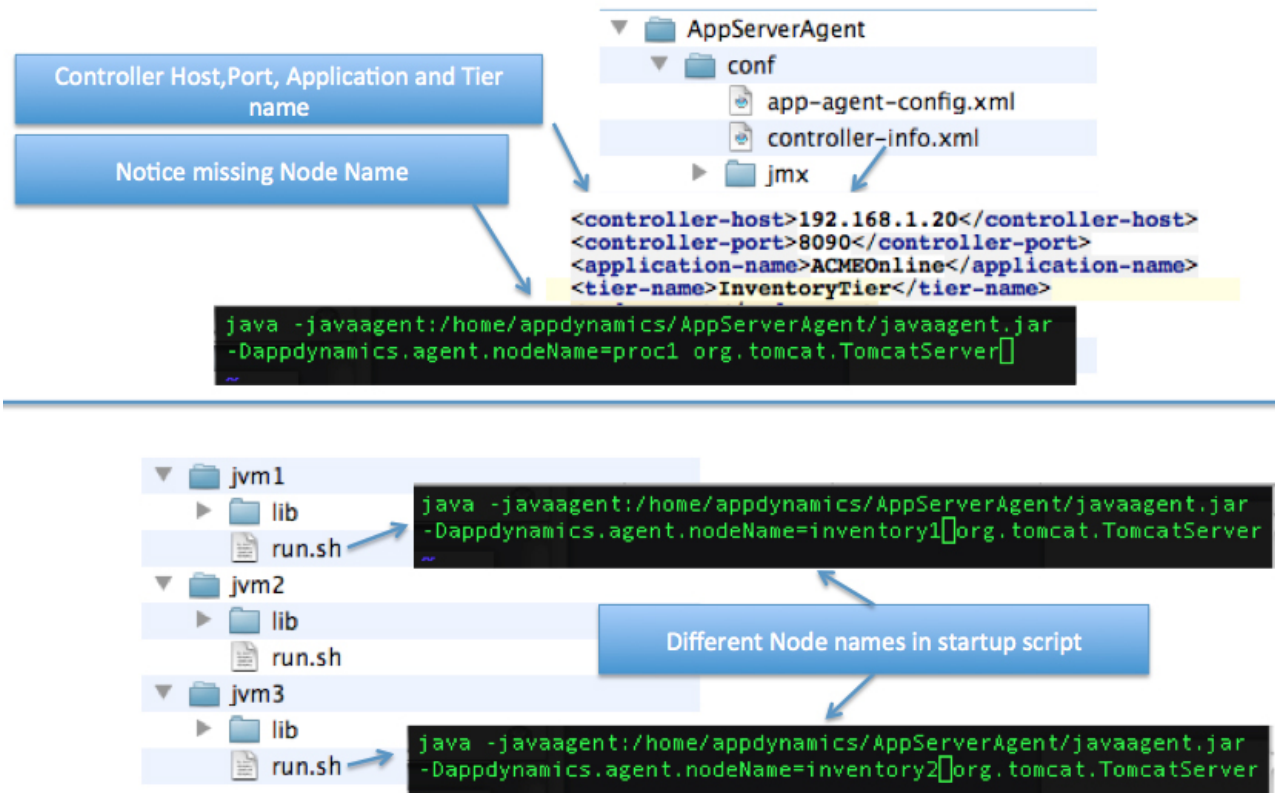 AppServerAgent
conf
app-agent-config.xml
controller-info.xml
jmx
Controller Host,Port, Application and Tier
name
Notice missing Node Name
<controller-host>192.168.1.20</controller-host>
<controller-port>8090</controller-port>
<application-name>ACMEOnline</application-name>
<tier-name>InventoryTier</tier-name>
java -javaagent:/home/appdynamics/AppServerAgent/javaagent.jar
-Dappdynamics.agent.nodeName=proc1 org.tomcat.TomcatServer
~
jvm1
lib
run.sh
java -javaagent:/home/appdynamics/AppServerAgent/javaagent.jar
-Dappdynamics.agent.nodeName=inventory1 org.tomcat.TomcatServer
~
jvm2
lib
run.sh
Different Node names in startup script
jvm3
lib
run.sh
java -javaagent:/home/appdynamics/AppServerAgent/javaagent.jar
-Dappdynamics.agent.nodeName=inventory2 org.tomcat.TomcatServer